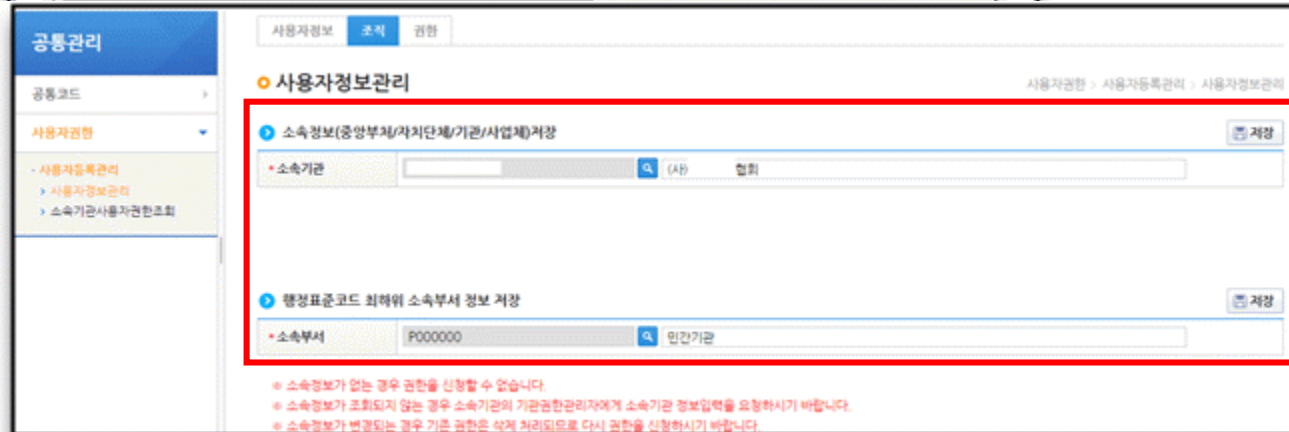 사용자정보 조직 권한
공통관리
사용자정보관리
사용자권한 > 사용자등록관리 > 사용자정보관리
공통코드
사용자권한
- 사용자등록관리
> 사용자정보관리
> 소속기관사용자권한조회
소속정보(중앙부처/자치단체/기관/사업체)저장 저장
*소속기관 (사) 협회
행정표준코드 최하위 소속부서 정보 저장 저장
*소속부서 P000000 민간기관
※ 소속정보가 없는 경우 권한을 신청할 수 없습니다.
※ 소속정보가 조회되지 않는 경우 소속기관의 기관권한관리자에게 소속기관 정보입력을 요청하시기 바랍니다.
※ 소속정보가 변경되는 경우 기존 권한은 삭제 처리되므로 다시 권한을 신청하시기 바랍니다.